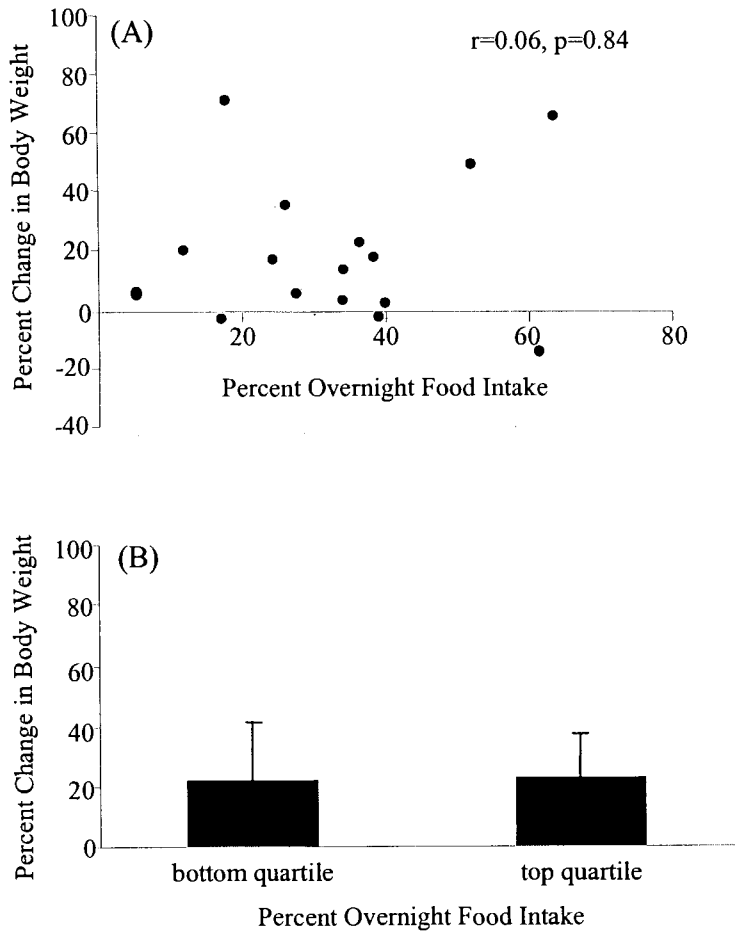 (A)
r=0.06, p=0.84
Percent Change in Body Weight
100
80
60
40
20
0
-20
-40
20
40
60
80
Percent Overnight Food Intake
(B)
Percent Change in Body Weight
100
80
60
40
20
0
bottom quartile
top quartile
Percent Overnight Food Intake